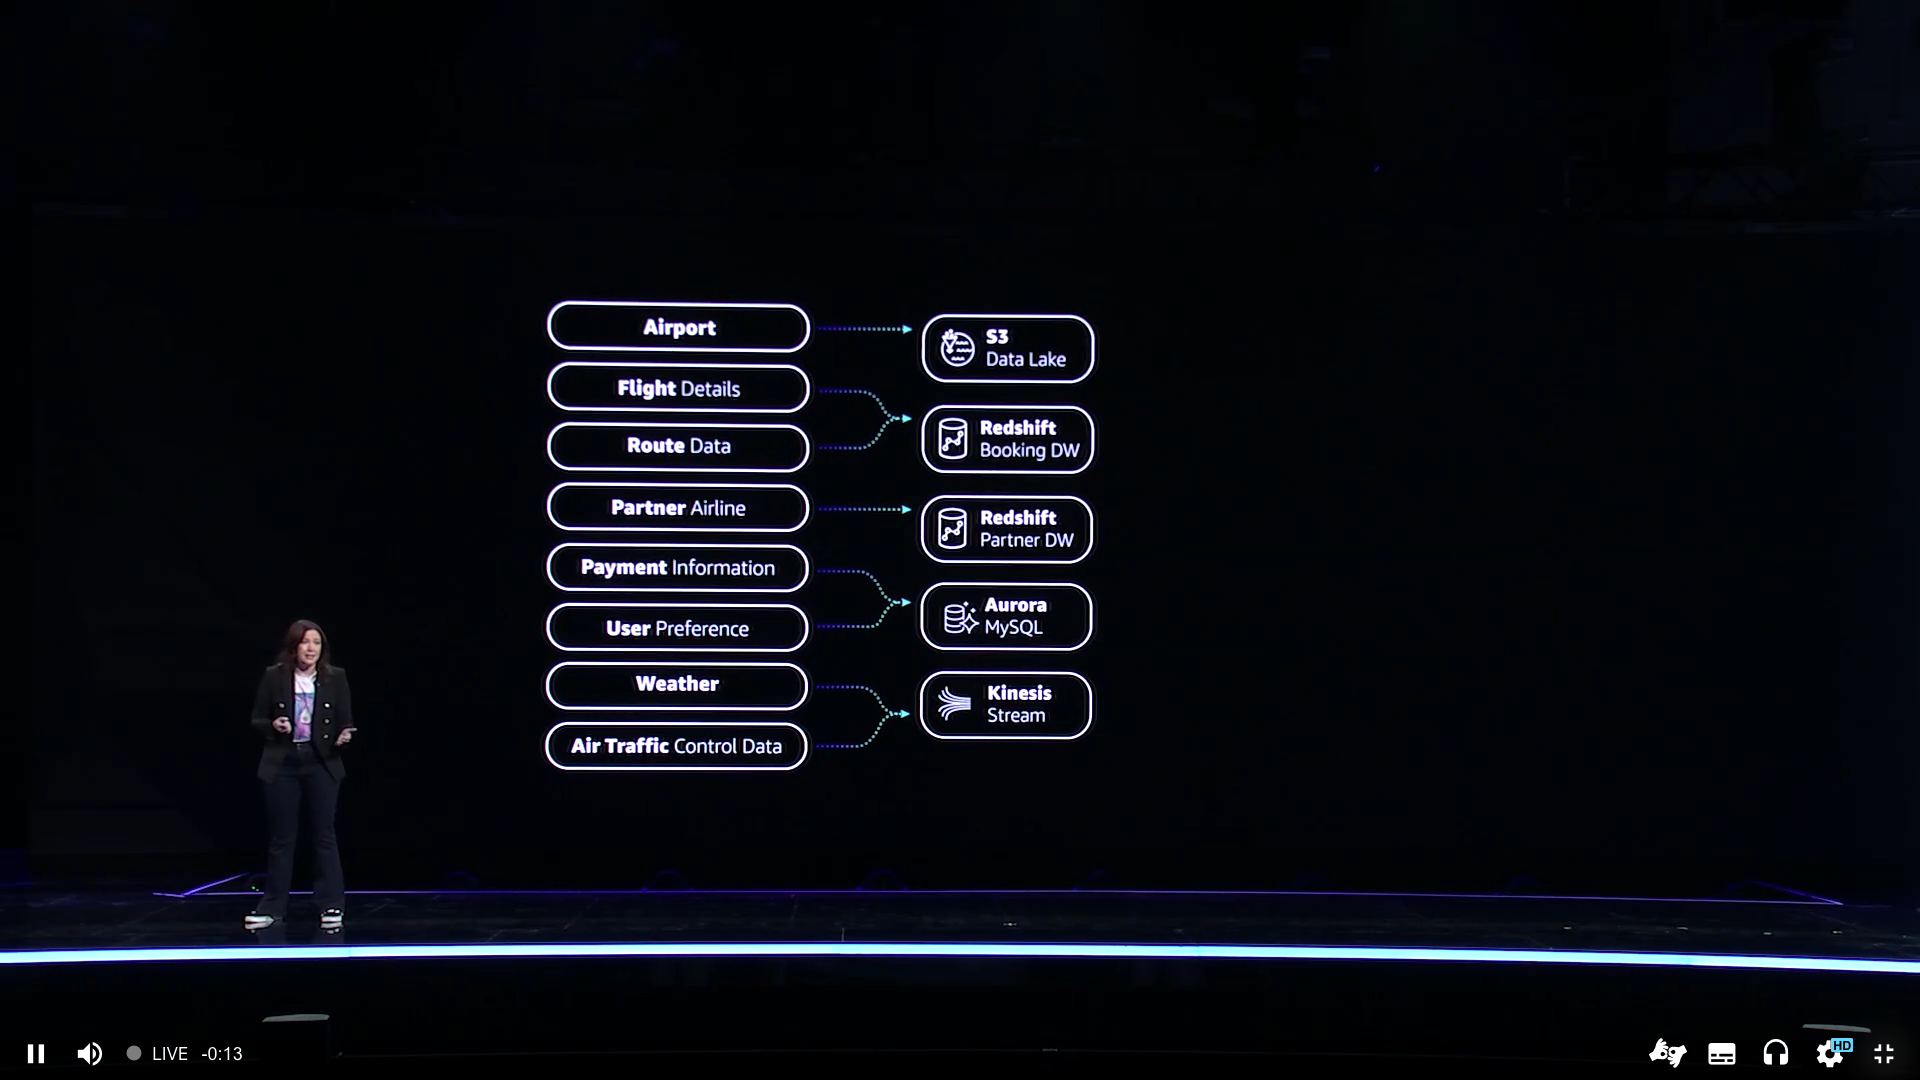 Airport
Flight Details
Route Data
Partner Airline
Payment Information
User Preference
Weather
Air Traffic Control Data
S3
Data Lake
Redshift
Booking DW
Redshift
Partner DW
Aurora
MySQL
Kinesis
Stream
LIVE -0:13
HD